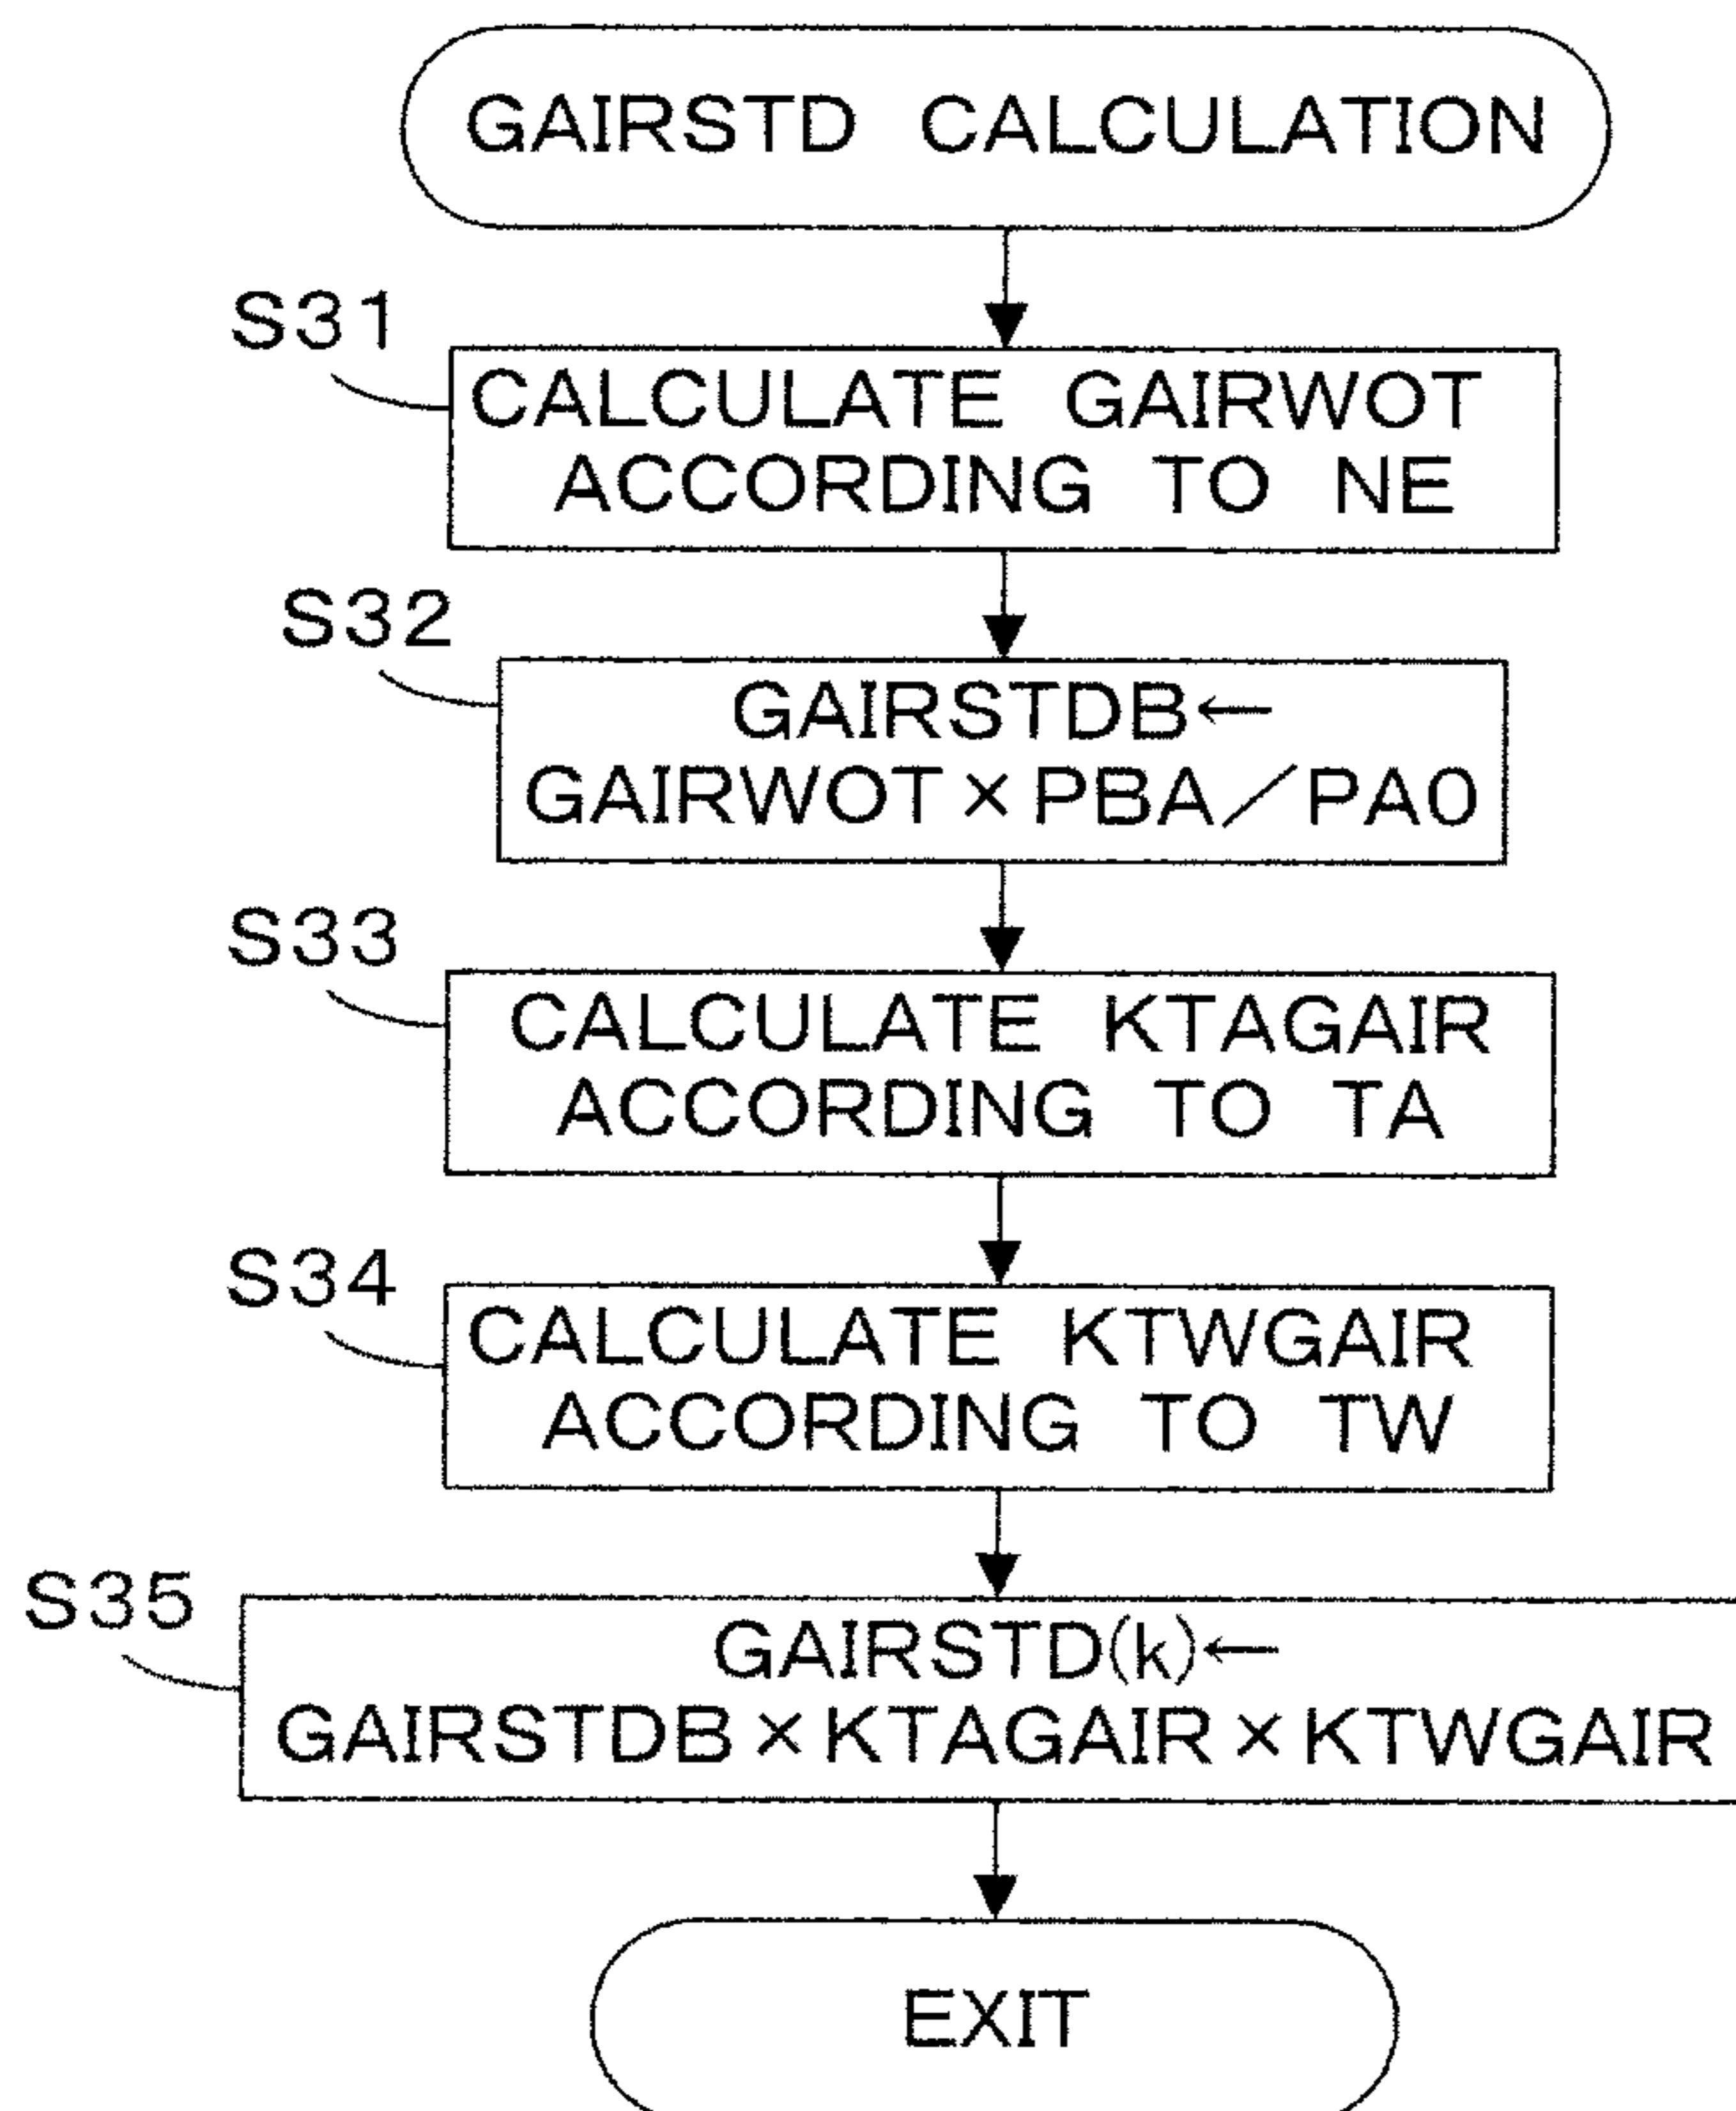 GAIRSTD CALCULATION
S31
CALCULATE GAIRWOT
ACCORDING TO NE
S32
GAIRSTDB←
GAIRWOT×PBA/PA0
S33
CALCULATE KTAGAIR
ACCORDING TO TA
S34
CALCULATE KTWGAIR
ACCORDING TO TW
S35
GAIRSTD(k)←
GAIRSTDB×KTAGAIR×KTWGAIR
EXIT